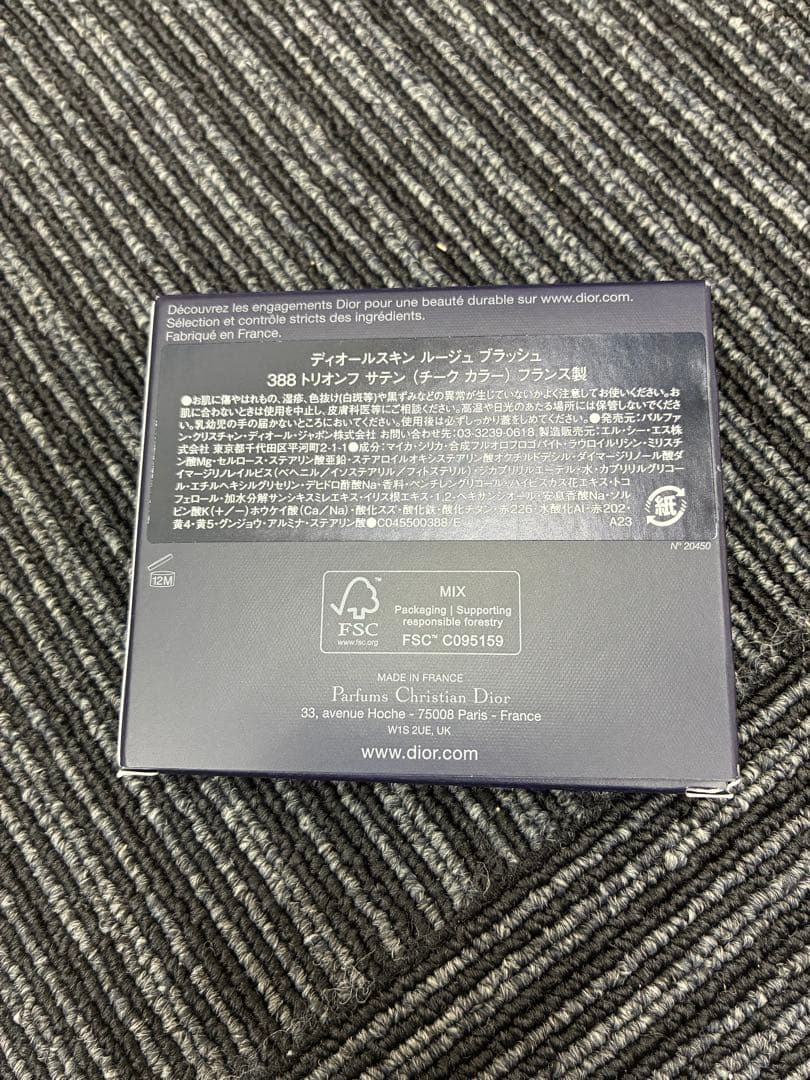 Découvrez les engagements Dior pour une beauté durable sur www.dior.com.
Sélection et contrôle stricts des ingrédients.
Fabriqué en France.
ディオールスキン ルージュ ブラッシュ
388 トリオンフ サテン（チーク カラー）フランス製
●お肌に傷やはれもの、湿疹、色抜け(白斑等)や黒ずみなどの異常が生じていないかよく注意してお使いください。お
肌に合わないときは使用を中止し、皮膚科医等にご相談ください。高温や日光のあたる場所には保管しないでくださ
い。乳幼児の手の届かないところにおいてください。使用後は必ずしっかり蓋をしめてください。●発売元:パルファ
ン・クリスチャン・ディオール・ジャポン株式会社 お問い合わせ先:03-3239-0618 製造販売元:エル・シー・エス株
式会社 東京都千代田区平河町2-1-1●成分:マイカ・シリカ・合成フルオロフロゴパイト・ラウロイルリシン・ミリスチ
ン酸Mg・セルロース・ステアリン酸亜鉛・ステアロイルオキシステアリン酸オクチルドデシル・ダイマージリノール酸ダ
イマージリノレイルビス(ベヘニル/イソステアリル/フィトステリル)・ジカプリリルエーテル・水・カプリリルグリコー
ル・エチルヘキシルグリセリン・デヒドロ酢酸Na・香料・ペンチレングリコール・ハイビスカス花エキス・トコ
フェロール・加水分解サンシキスミレエキス・イリス根エキス・1,2-ヘキサンジオール・安息香酸Na・ソル
ビン酸K(+/-)ホウケイ酸(Ca/Na)・酸化スズ・酸化鉄・酸化チタン・赤226・水酸化Al・赤202・
黄4・黄5・グンジョウ・アルミナ・ステアリン酸●C045500388/E
A23
紙
N° 20450
12M
FSC™
www.fsc.org
MIX
Packaging | Supporting
responsible forestry
FSC™ C095159
MADE IN FRANCE
Parfums Christian Dior
33, avenue Hoche - 75008 Paris - France
W1S 2UE, UK
www.dior.com